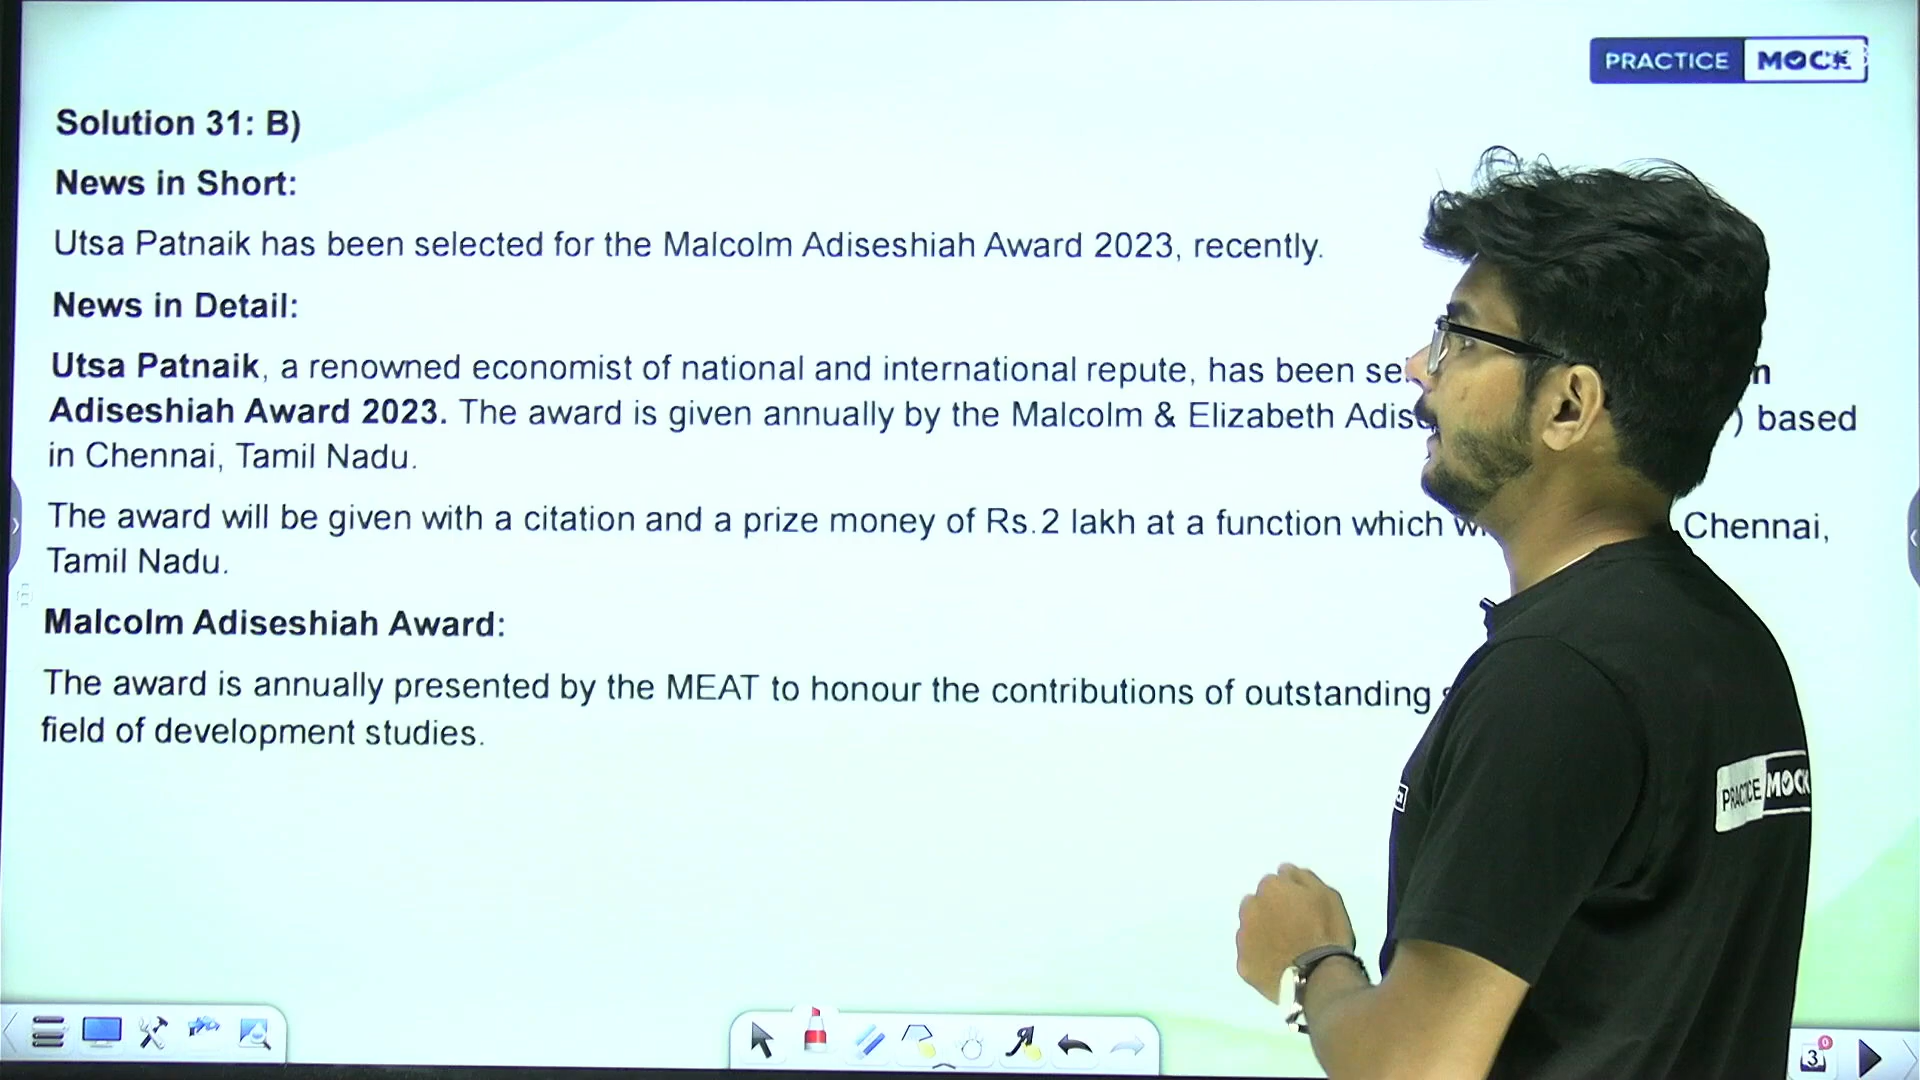 PRACTICE MOCK
Solution 31: B)
News in Short:
Utsa Patnaik has been selected for the Malcolm Adiseshiah Award 2023, recently.
News in Detail:
Utsa Patnaik, a renowned economist of national and international repute, has been
Adiseshiah Award 2023. The award is given annually by the Malcolm & Elizabeth ) based
in Chennai, Tamil Nadu.
The award will be given with a citation and a prize money of Rs.2 lakh at a function which Chennai,
Tamil Nadu.
Malcolm Adiseshiah Award:
The award is annually presented by the MEAT to honour the contributions of outstanding
field of development studies.
PRACTICE MOCK
3
0